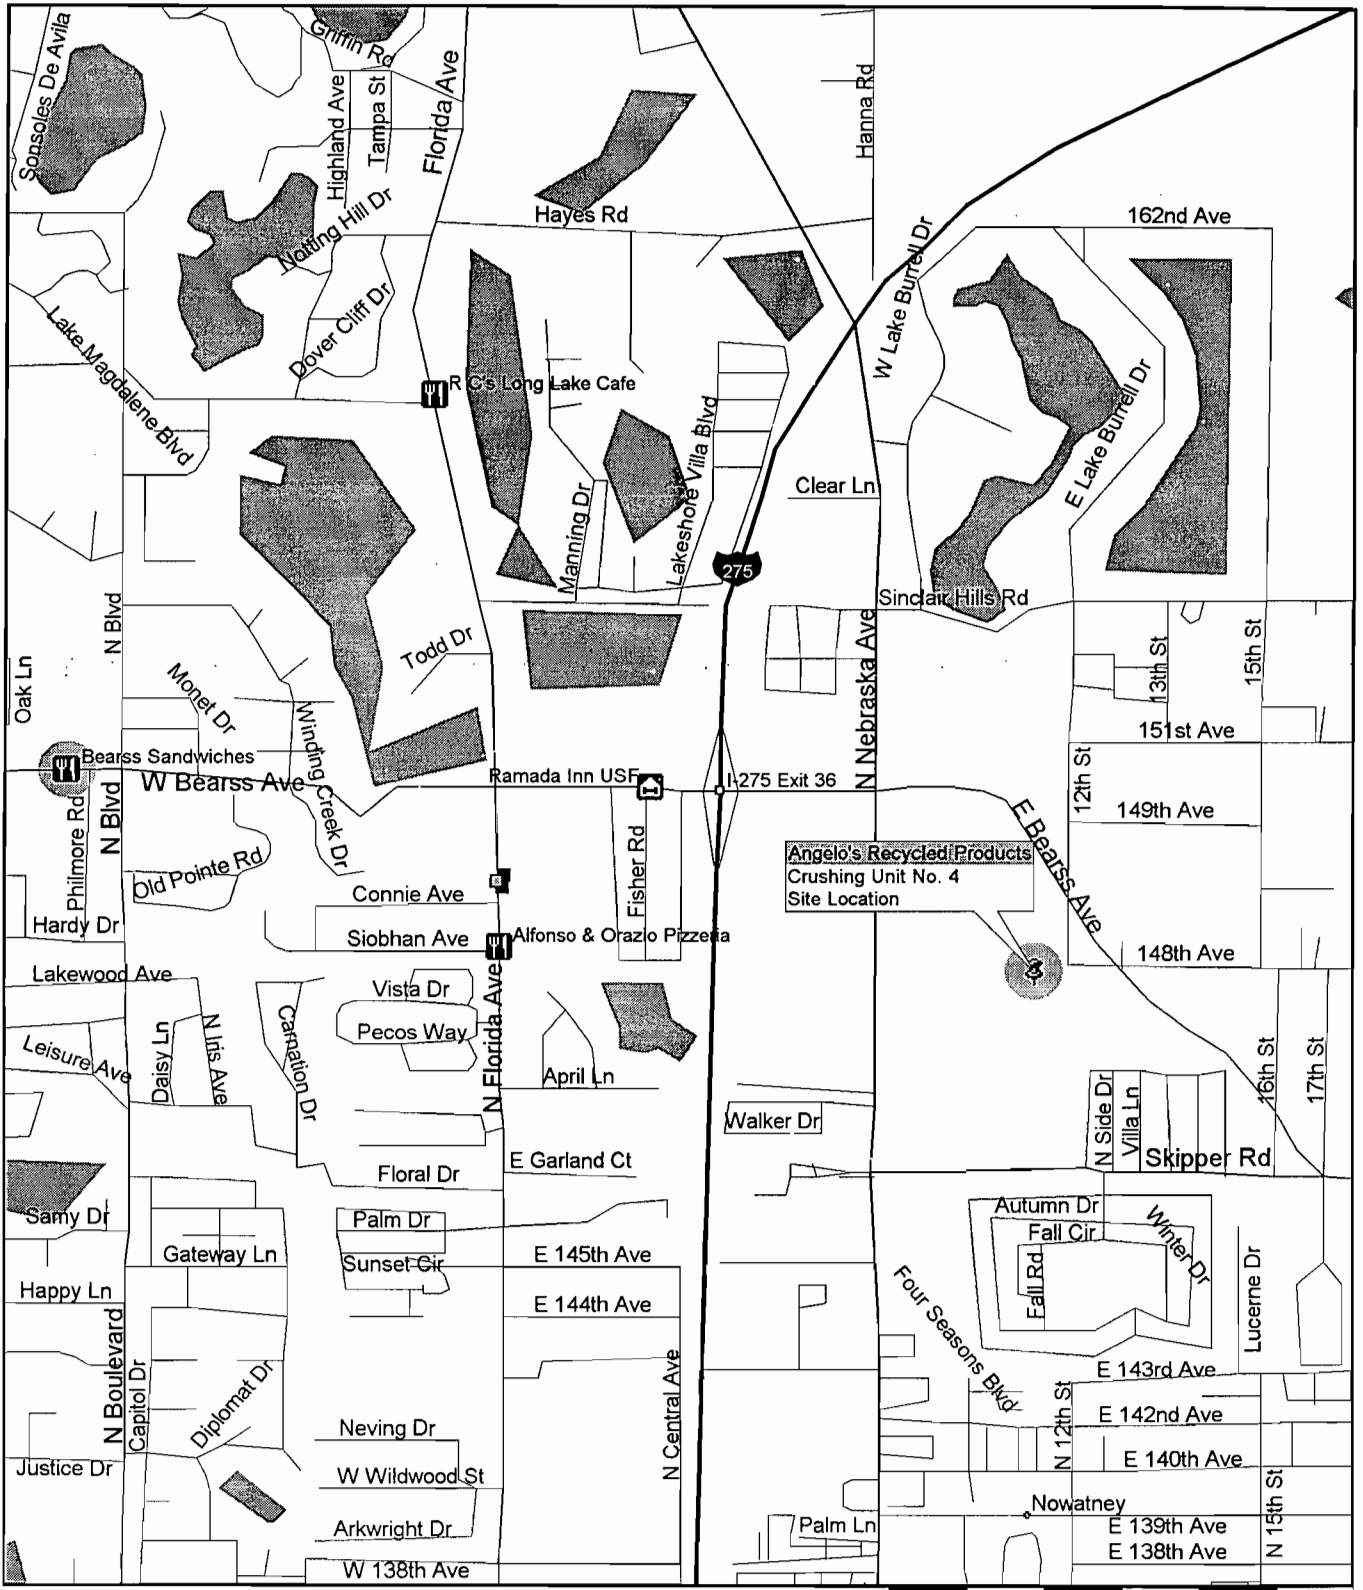 Griffin Rd
Sonsoles De Avila
Highland Ave
Tampa St
Florida Ave
Hanna Rd
Hayes Rd
162nd Ave
Notting Hill Dr
W Lake Burrell Dr
Dover Cliff Dr
Lake Magdalene Blvd
R C's Long Lake Cafe
E Lake Burrell Dr
Lakeshore Villa Blvd
Clear Ln
Manning Dr
275
Sinclair Hills Rd
N Blvd
Todd Dr
Oak Ln
Monet Dr
N Nebraska Ave
13th St
15th St
Winding Creek Dr
151st Ave
Bearss Sandwiches
W Bearss Ave
Ramada Inn USF
I-275 Exit 36
12th St
149th Ave
Philmore Rd
N Blvd
E Bearss Ave
Old Pointe Rd
Fisher Rd
Angelo's Recycled Products
Crushing Unit No. 4
Site Location
Connie Ave
Hardy Dr
Siobhan Ave
Alfonso & Orazio Pizzeria
148th Ave
Lakewood Ave
Vista Dr
N Florida Ave
Pecos Way
Carnation Dr
Daisy Ln
N Iris Ave
Leisure Ave
April Ln
16th St
17th St
Walker Dr
N Side Dr
Villa Ln
Skipper Rd
E Garland Ct
Floral Dr
Samy Dr
Palm Dr
Autumn Dr
Fall Cir
Winter Dr
Gateway Ln
Sunset Cir
E 145th Ave
Fall Rd
Lucerne Dr
Happy Ln
E 144th Ave
Four Seasons Blvd
N Boulevard
Capitol Dr
Diplomat Dr
N Central Ave
E 143rd Ave
N 12th St
E 142nd Ave
Neving Dr
E 140th Ave
Justice Dr
W Wildwood St
Nowatney
N 15th St
Arkwright Dr
Palm Ln
E 139th Ave
E 138th Ave
W 138th Ave